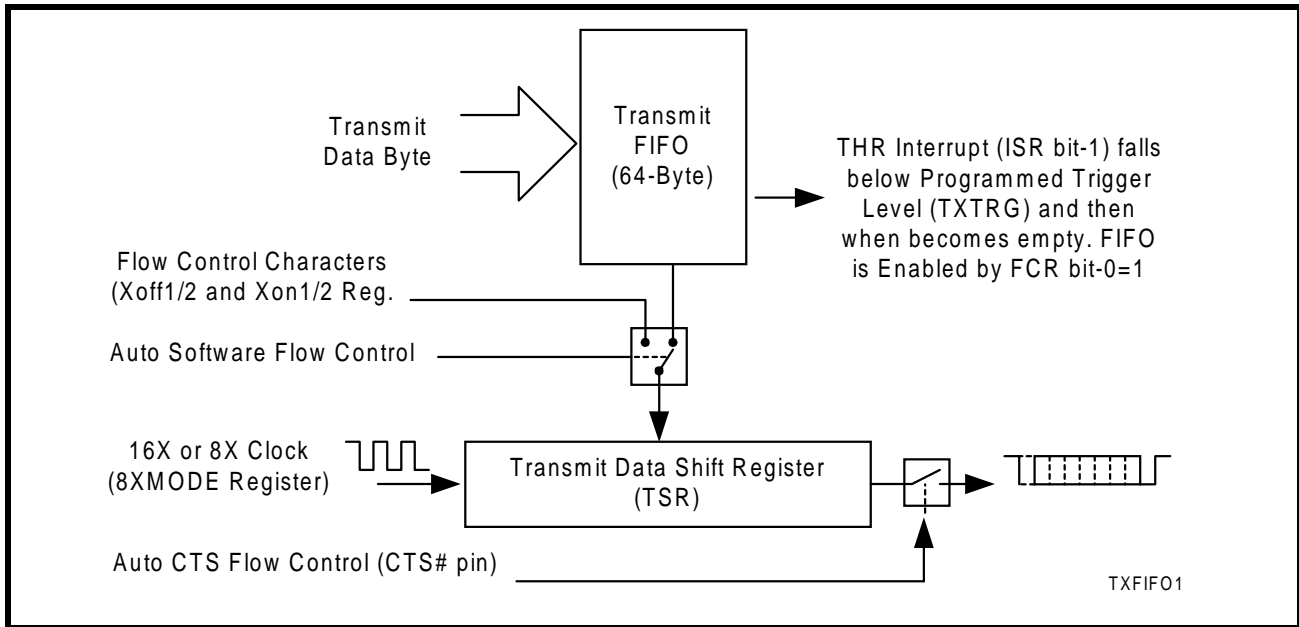 Transmit
Data Byte
Transmit
FIFO
(64-Byte)
THR Interrupt (ISR bit-1) falls
below Programmed Trigger
Level (TXTRG) and then
when becomes empty. FIFO
is Enabled by FCR bit-0=1
Flow Control Characters
(Xoff1/2 and Xon1/2 Reg.
Auto Software Flow Control
16X or 8X Clock
(8XMODE Register)
Transmit Data Shift Register
(TSR)
Auto CTS Flow Control (CTS# pin)
TXFIFO1